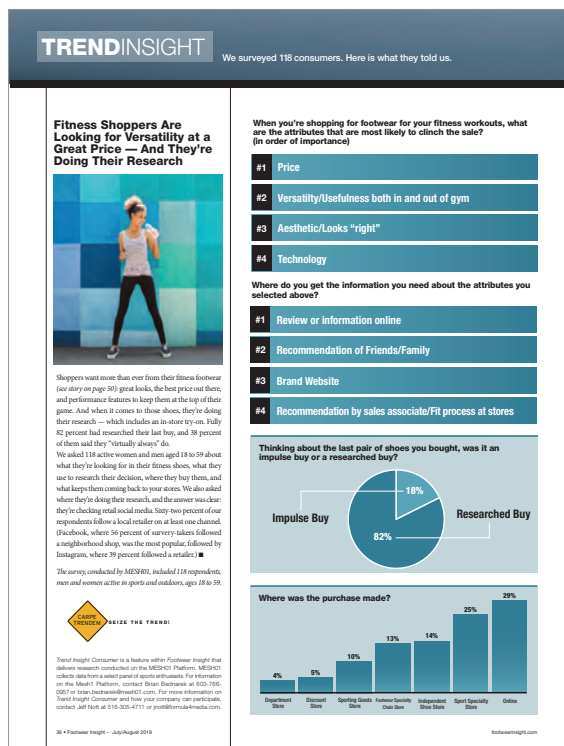 TRENDINSIGHT
We surveyed 118 consumers. Here is what they told us.
Fitness Shoppers Are
Looking for Versatility at a
Great Price — And They're
Doing Their Research
Shoppers want more than ever from their fitness footwear
(see story on page 50): great looks, the best price out there,
and performance features to keep them at the top of their
game. And when it comes to those shoes, they're doing
their research — which includes an in-store try-on. Fully
82 percent had researched their last buy, and 38 percent
of them said they "virtually always" do.
We asked 118 active women and men aged 18 to 59 about
what they're looking for in their fitness shoes, what they
use to research their decision, where they buy them, and
what keeps them coming back to your stores. We also asked
where they're doing their research, and the answer was clear:
they're checking retail social media. Sixty-two percent of our
respondents follow a local retailer on at least one channel.
(Facebook, where 56 percent of survery-takers followed
a neighborhood shop, was the most popular, followed by
Instagram, where 39 percent followed a retailer.) ■
The survey, conducted by MESH01, included 118 respondents,
men and women active in sports and outdoors, ages 18 to 59.
CARPE
TRENDEM
SEIZE THE TREND!
Trend Insight Consumer is a feature within Footwear Insight that
delivers research conducted on the MESH01 Platform. MESH01
collects data from a select panel of sports enthusiasts. For information
on the Mesh1 Platform, contact Brian Bednarek at 603-766-
0957 or brian.bednarek@mesh01.com. For more information on
Trend Insight Consumer and how your company can participate,
contact Jeff Nott at 516-305-4711 or jnott@formula4media.com.
When you're shopping for footwear for your fitness workouts, what
are the attributes that are most likely to clinch the sale?
(in order of importance)
#1 Price
#2 Versatilty/Usefulness both in and out of gym
#3 Aesthetic/Looks "right"
#4 Technology
Where do you get the information you need about the attributes you
selected above?
#1 Review or information online
#2 Recommendation of Friends/Family
#3 Brand Website
#4 Recommendation by sales associate/Fit process at stores
Thinking about the last pair of shoes you bought, was it an
impulse buy or a researched buy?
18%
Impulse Buy
Researched Buy
82%
Where was the purchase made?
4%
5%
10%
13%
14%
25%
29%
Department
Store
Discount
Store
Sporting Goods
Store
Footwear Specialty
Chain Store
Independent
Shoe Store
Sport Specialty
Store
Online
36 • Footwear Insight ~ July/August 2019
footwearinsight.com